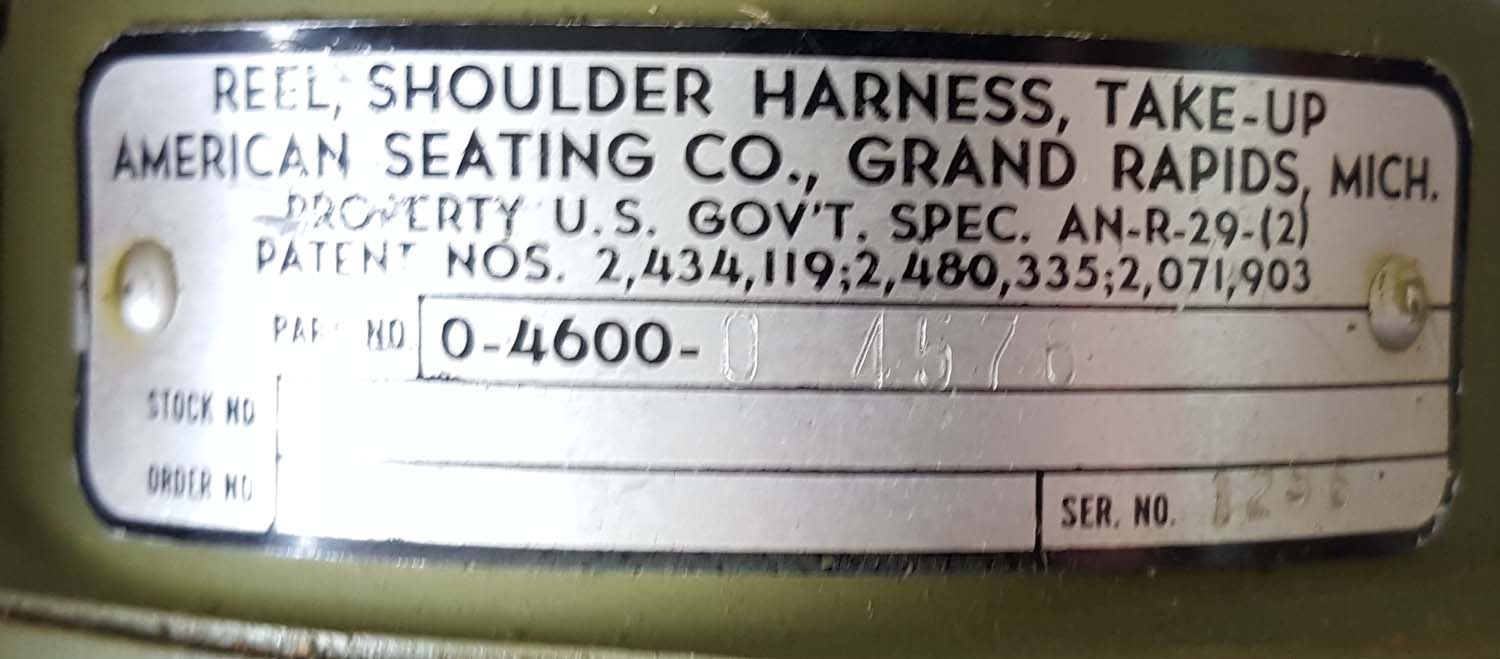 REEL, SHOULDER HARNESS, TAKE-UP
AMERICAN SEATING CO., GRAND RAPIDS, MICH.
PROPERTY U.S. GOV'T. SPEC. AN-R-29-(2)
PATENT NOS. 2,434,119;2,480,335;2,071,903
PART NO. 0-4600-0 4576
STOCK NO
ORDER NO
SER. NO.